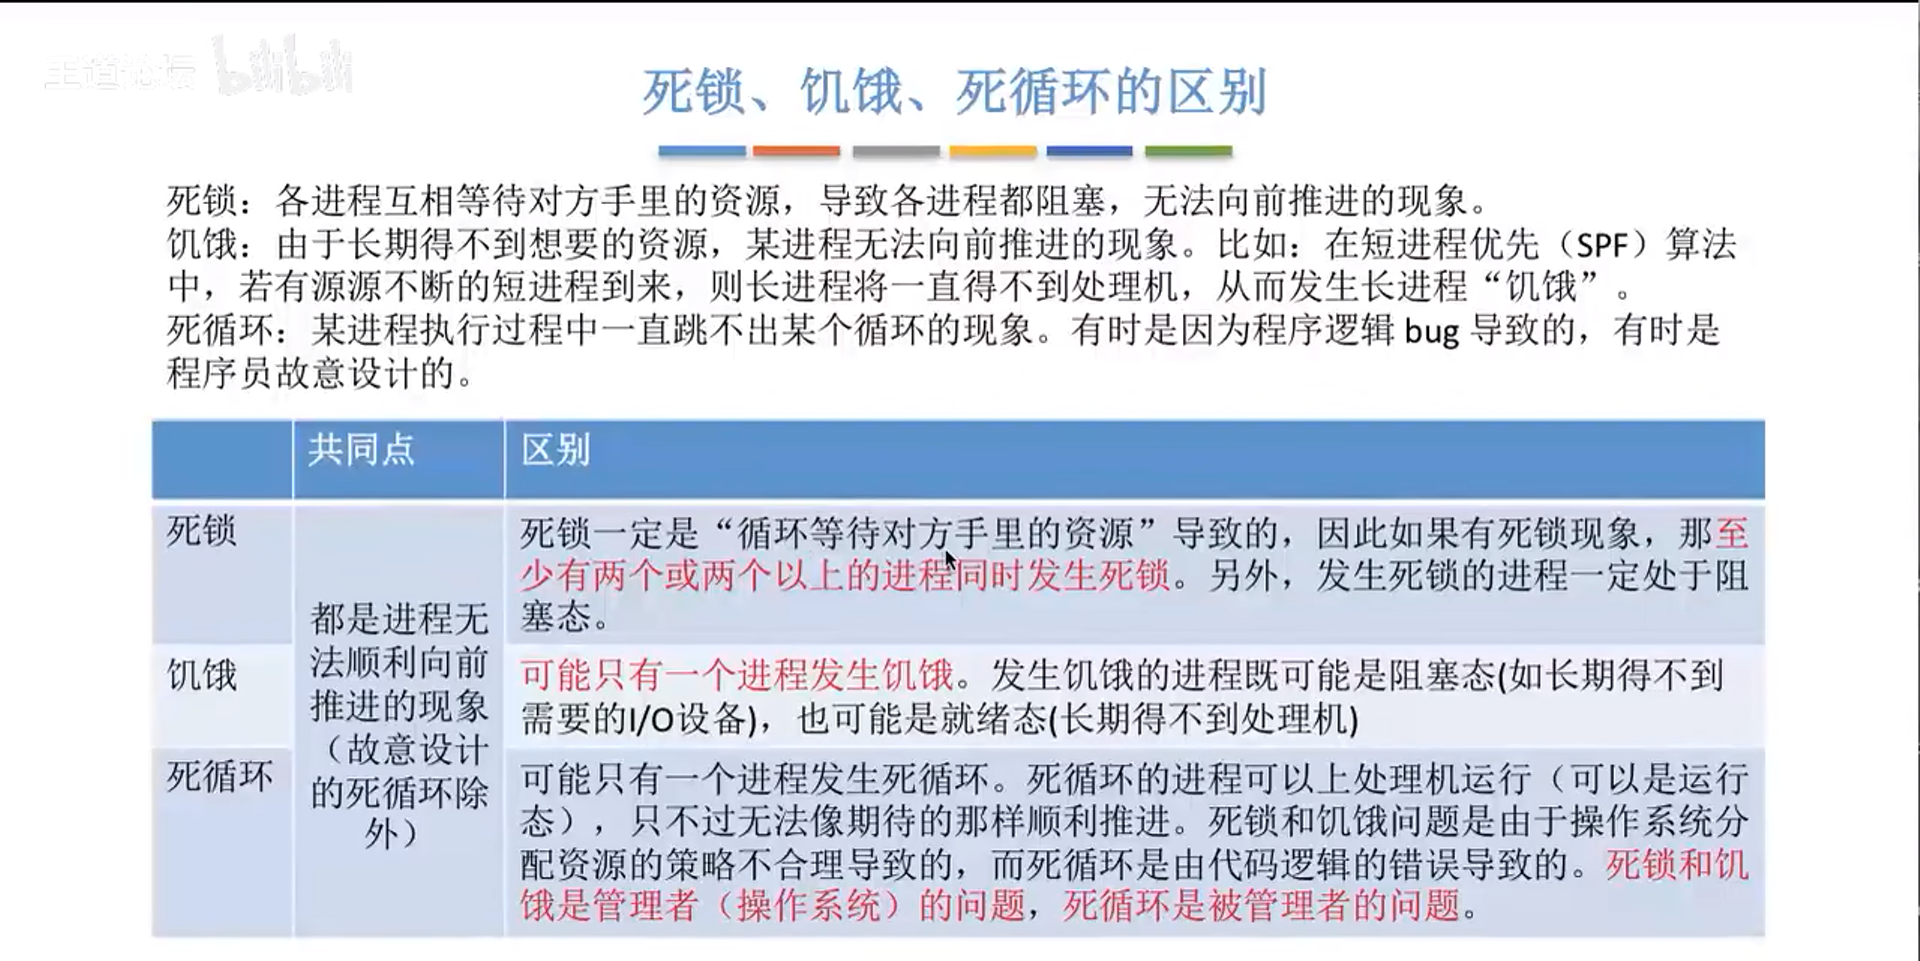 王道论坛 bilibili
死锁、饥饿、死循环的区别
死锁：各进程互相等待对方手里的资源，导致各进程都阻塞，无法向前推进的现象。
饥饿：由于长期得不到想要的资源，某进程无法向前推进的现象。比如：在短进程优先（SPF）算法
中，若有源源不断的短进程到来，则长进程将一直得不到处理机，从而发生长进程“饥饿”。
死循环：某进程执行过程中一直跳不出某个循环的现象。有时是因为程序逻辑 bug 导致的，有时是
程序员故意设计的。
共同点
区别
死锁
死锁一定是“循环等待对方手里的资源”导致的，因此如果有死锁现象，那至
少有两个或两个以上的进程同时发生死锁。另外，发生死锁的进程一定处于阻
塞态。
都是进程无
法顺利向前
推进的现象
（故意设计
的死循环除
外）
饥饿
可能只有一个进程发生饥饿。发生饥饿的进程既可能是阻塞态(如长期得不到
需要的I/O设备)，也可能是就绪态(长期得不到处理机)
死循环
可能只有一个进程发生死循环。死循环的进程可以上处理机运行（可以是运行
态），只不过无法像期待的那样顺利推进。死锁和饥饿问题是由于操作系统分
配资源的策略不合理导致的，而死循环是由代码逻辑的错误导致的。死锁和饥
饿是管理者（操作系统）的问题，死循环是被管理者的问题。